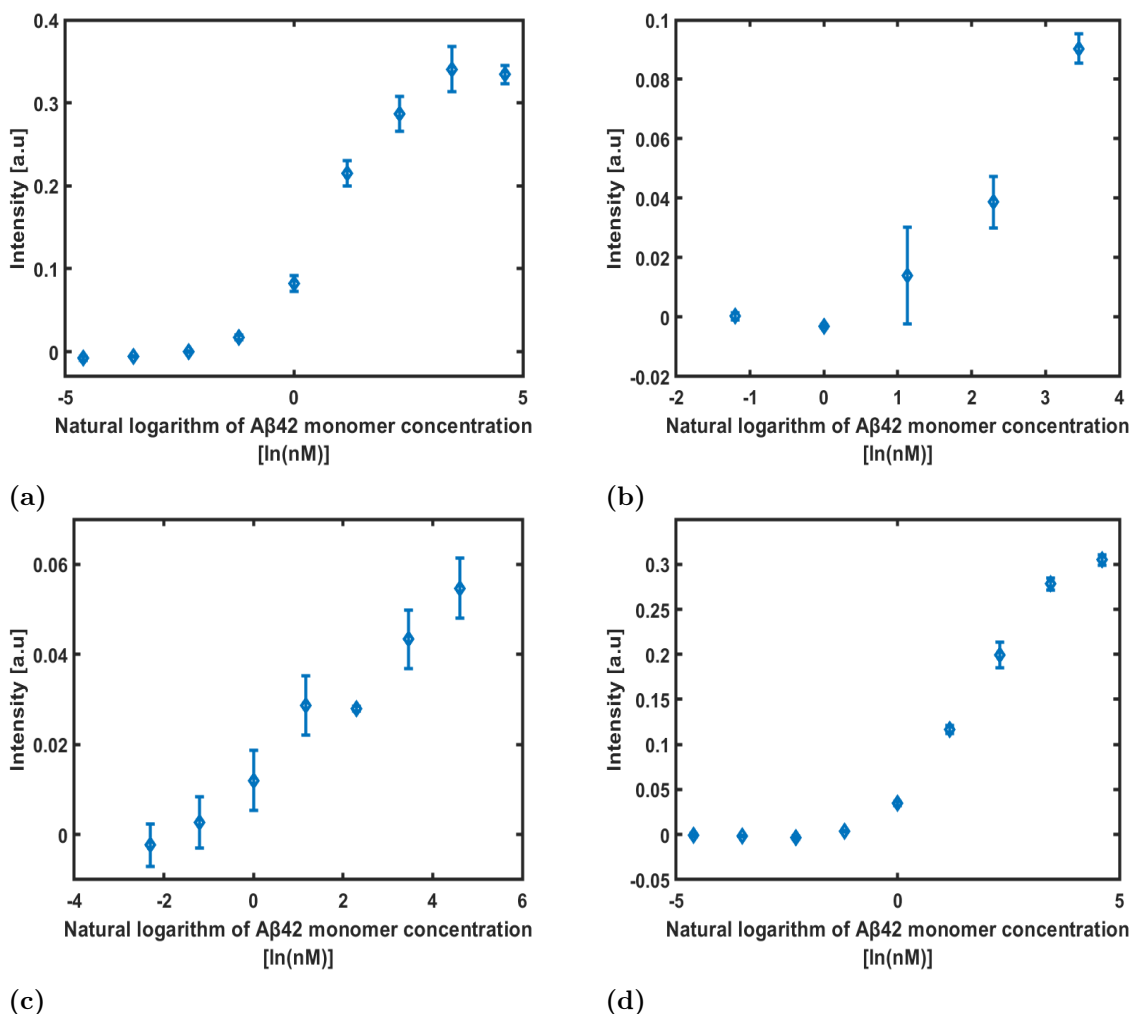 0.4
0.3
0.2
0.1
0
-5
0
5
Intensity [a.u]
Natural logarithm of Aβ42 monomer concentration
[ln(nM)]
(a)
0.1
0.08
0.06
0.04
0.02
0
-0.02
-2
-1
0
1
2
3
4
Intensity [a.u]
Natural logarithm of Aβ42 monomer concentration
[ln(nM)]
(b)
0.06
0.04
0.02
0
-4
-2
0
2
4
6
Intensity [a.u]
Natural logarithm of Aβ42 monomer concentration
[ln(nM)]
(c)
0.3
0.25
0.2
0.15
0.1
0.05
0
-0.05
-5
0
5
Intensity [a.u]
Natural logarithm of Aβ42 monomer concentration
[ln(nM)]
(d)